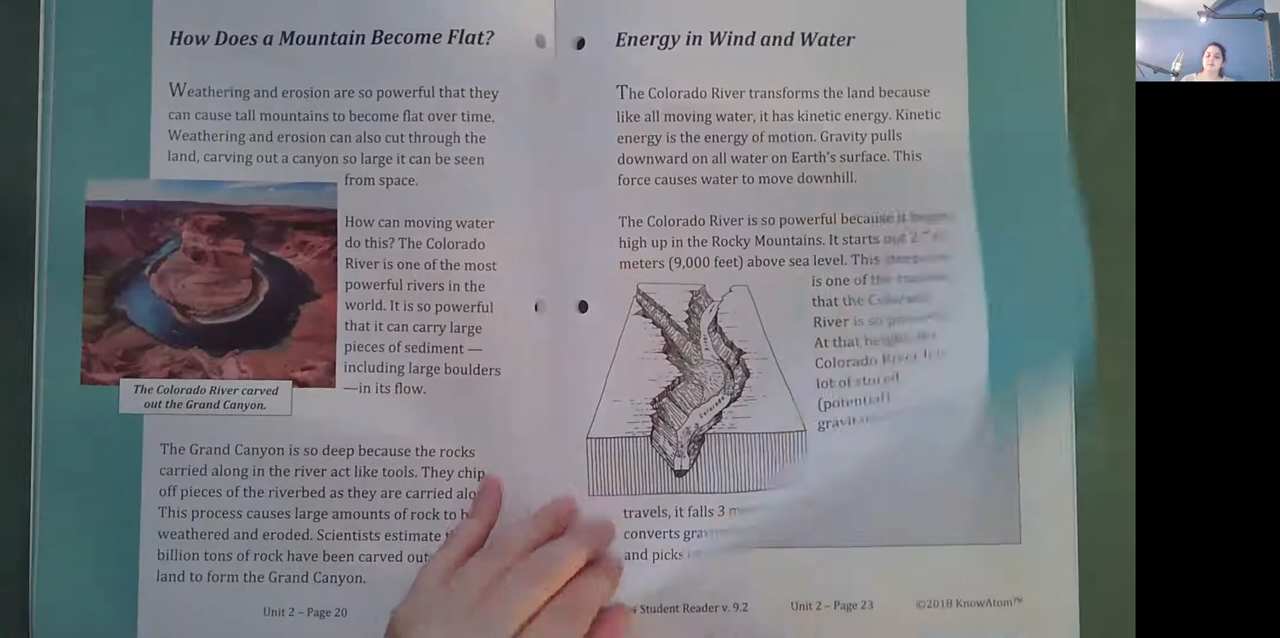 How Does a Mountain Become Flat?
Weathering and erosion are so powerful that they
can cause tall mountains to become flat over time.
Weathering and erosion can also cut through the
land, carving out a canyon so large it can be seen
from space.
How can moving water
do this? The Colorado
River is one of the most
powerful rivers in the
world. It is so powerful
that it can carry large
pieces of sediment —
including large boulders
—in its flow.
The Colorado River carved
out the Grand Canyon.
The Grand Canyon is so deep because the rocks
carried along in the river act like tools. They chip
off pieces of the riverbed as they are carried
This process causes large amounts of rock to
weathered and eroded. Scientists estimate
billion tons of rock have been carved out
land to form the Grand Canyon.
Unit 2 – Page 20
Energy in Wind and Water
The Colorado River transforms the land because
like all moving water, it has kinetic energy. Kinetic
energy is the energy of motion. Gravity pulls
downward on all water on Earth's surface. This
force causes water to move downhill.
The Colorado River is so powerful because it
high up in the Rocky Mountains. It starts out
meters (9,000 feet) above sea level. This
is one of the
that the Colorado
River is so
At that
Colorado River
lot of stored
(potential)
Colorado
travels, it falls 3
converts
and picks
Student Reader v. 9.2
Unit 2 – Page 23
©2018 KnowAtom™